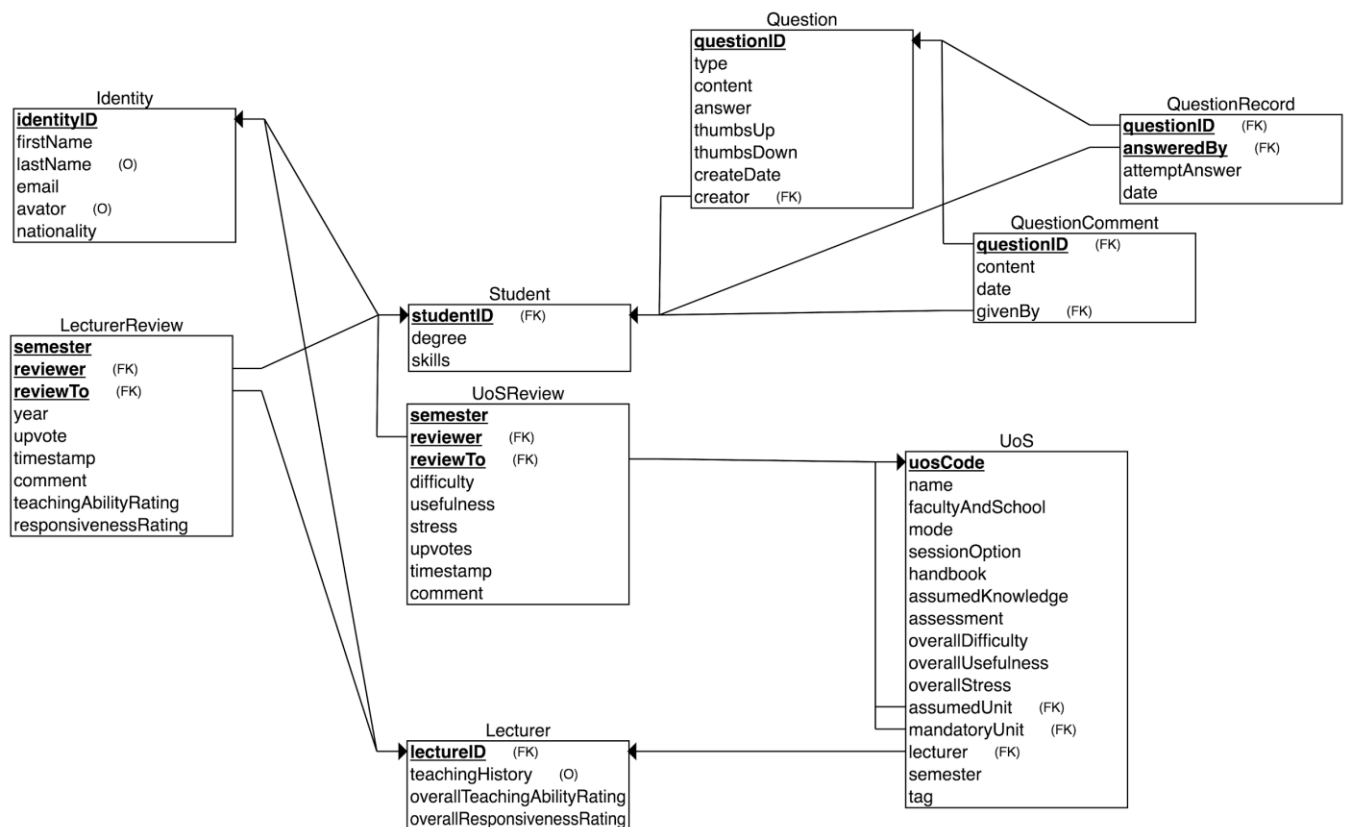 Identity
identityID
firstName
lastName (O)
email
avator (O)
nationality
LecturerReview
semester
reviewer (FK)
reviewTo (FK)
year
upvote
timestamp
comment
teachingAbilityRating
responsivenessRating
Student
studentID (FK)
degree
skills
UoSReview
semester
reviewer (FK)
reviewTo (FK)
difficulty
usefulness
stress
upvotes
timestamp
comment
Lecturer
lectureID (FK)
teachingHistory (O)
overallTeachingAbilityRating
overallResponsivenessRating
Question
questionID
type
content
answer
thumbsUp
thumbsDown
createDate
creator (FK)
QuestionRecord
questionID (FK)
answeredBy (FK)
attemptAnswer
date
QuestionComment
questionID (FK)
content
date
givenBy (FK)
UoS
uosCode
name
facultyAndSchool
mode
sessionOption
handbook
assumedKnowledge
assessment
overallDifficulty
overallUsefulness
overallStress
assumedUnit (FK)
mandatoryUnit (FK)
lecturer (FK)
semester
tag